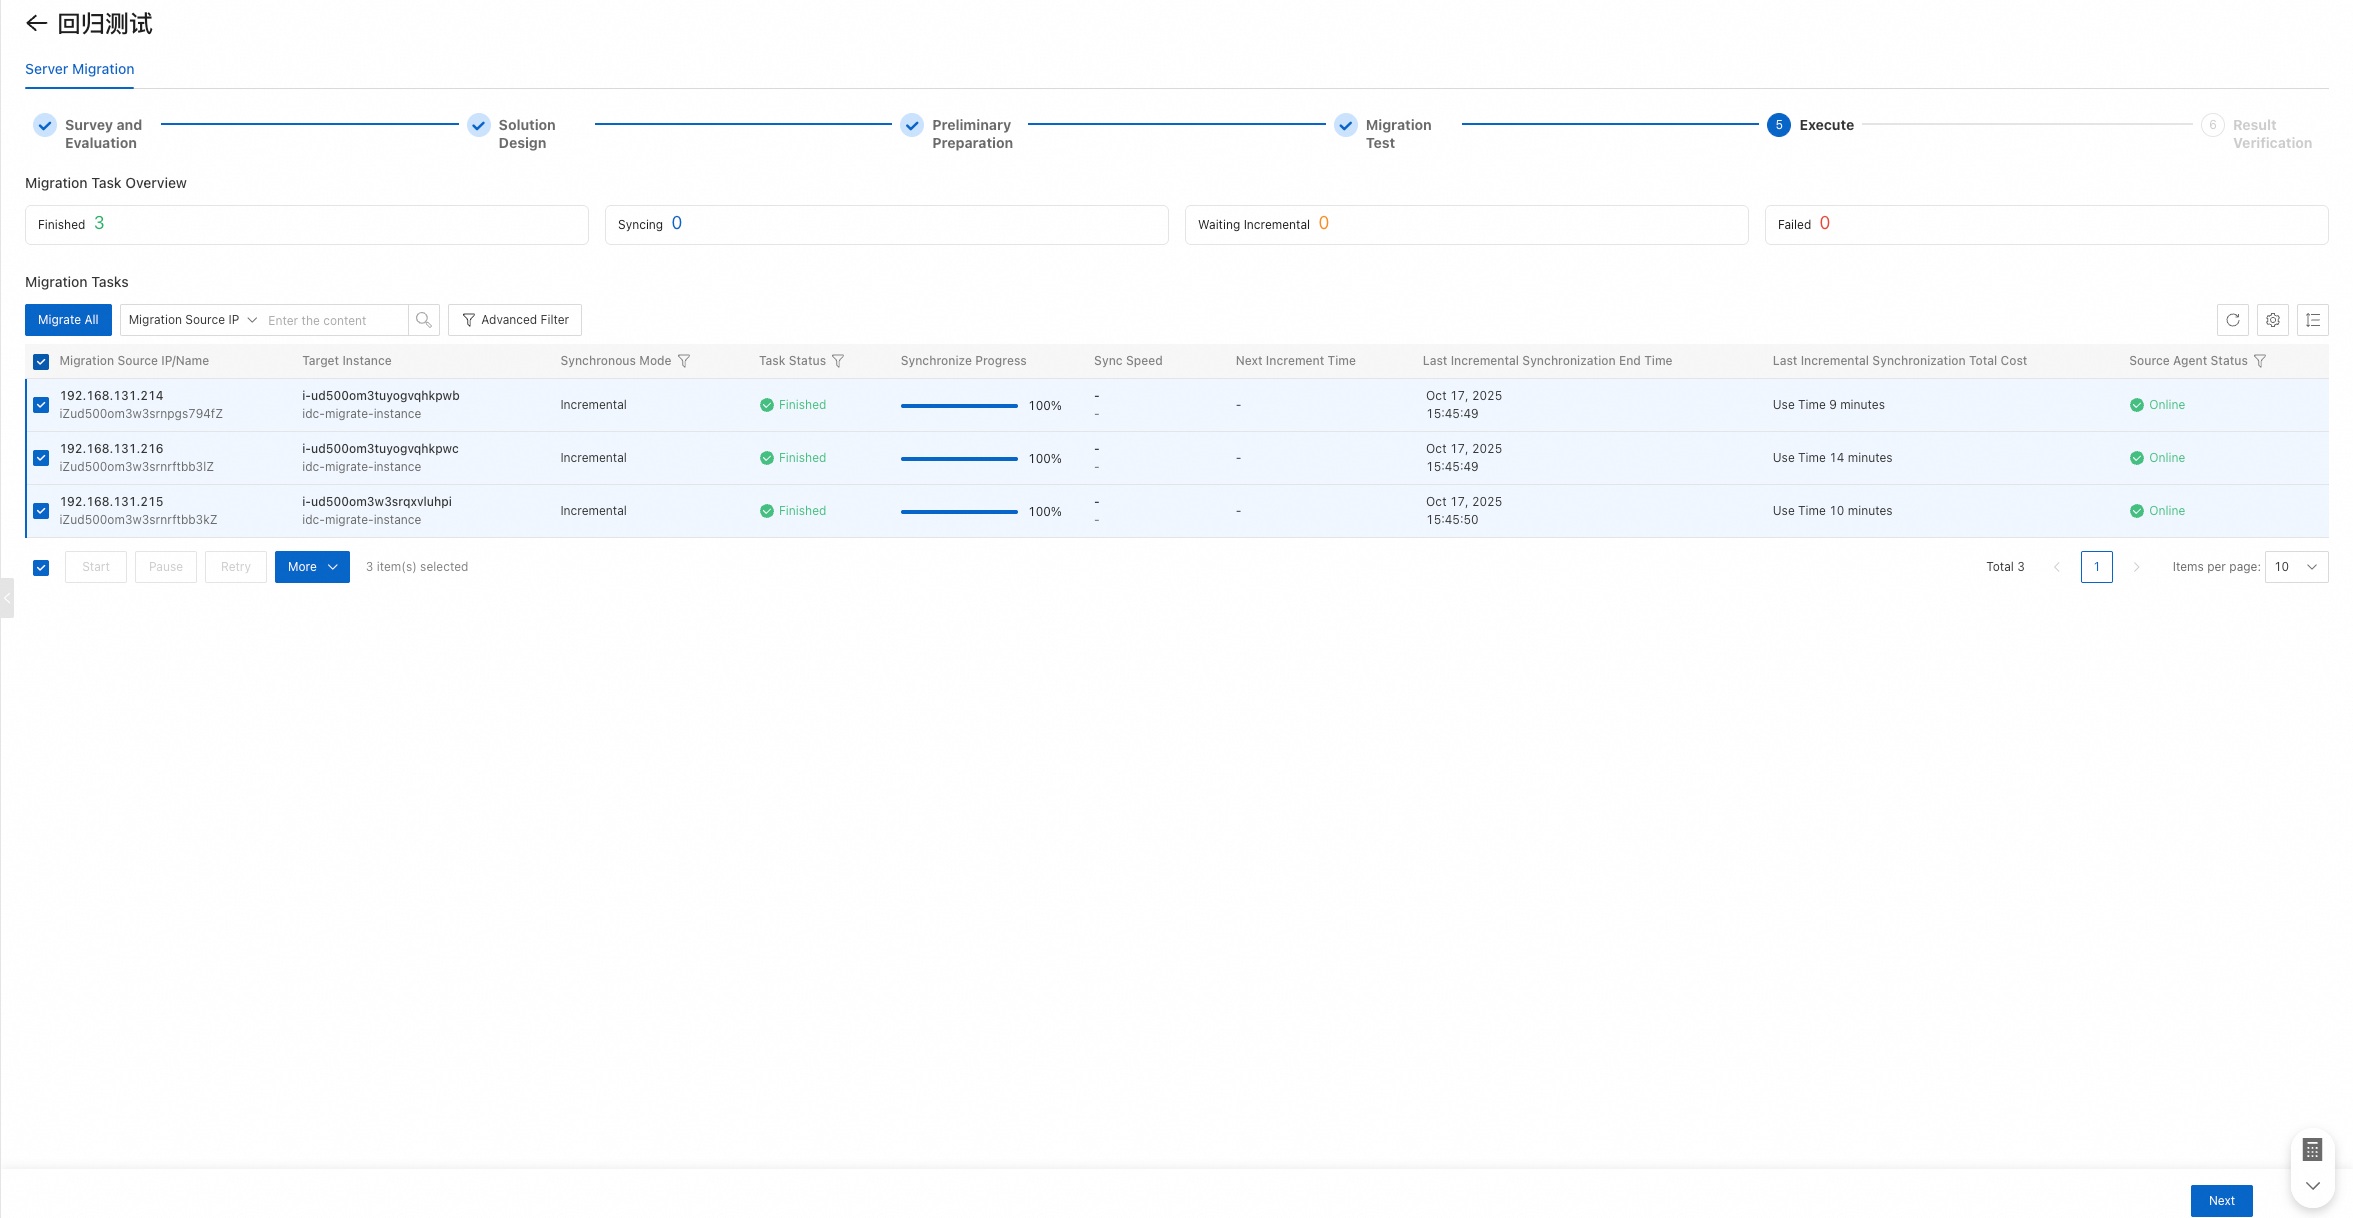 回归测试
Server Migration
Survey and
Evaluation
Solution
Design
Preliminary
Preparation
Migration
Test
5 Execute
6 Result
Verification
Migration Task Overview
Finished 3
Syncing 0
Waiting Incremental 0
Failed 0
Migration Tasks
Migrate All Migration Source IP Enter the content Advanced Filter
Migration Source IP/Name Target Instance Synchronous Mode Task Status Synchronize Progress Sync Speed Next Increment Time Last Incremental Synchronization End Time Last Incremental Synchronization Total Cost Source Agent Status
192.168.131.214 i-ud500om3tuyogvqhkpwb Incremental Finished 100% - - Oct 17, 2025 Use Time 9 minutes Online
iZud500om3w3srnpgs794fZ idc-migrate-instance - 15:45:49
192.168.131.216 i-ud500om3tuyogvqhkpwc Incremental Finished 100% - - Oct 17, 2025 Use Time 14 minutes Online
iZud500om3w3srnrftbb3lZ idc-migrate-instance - 15:45:49
192.168.131.215 i-ud500om3w3srqxvluhpi Incremental Finished 100% - - Oct 17, 2025 Use Time 10 minutes Online
iZud500om3w3srnrftbb3kZ idc-migrate-instance - 15:45:50
Start Pause Retry More 3 item(s) selected Total 3 1 Items per page: 10
Next